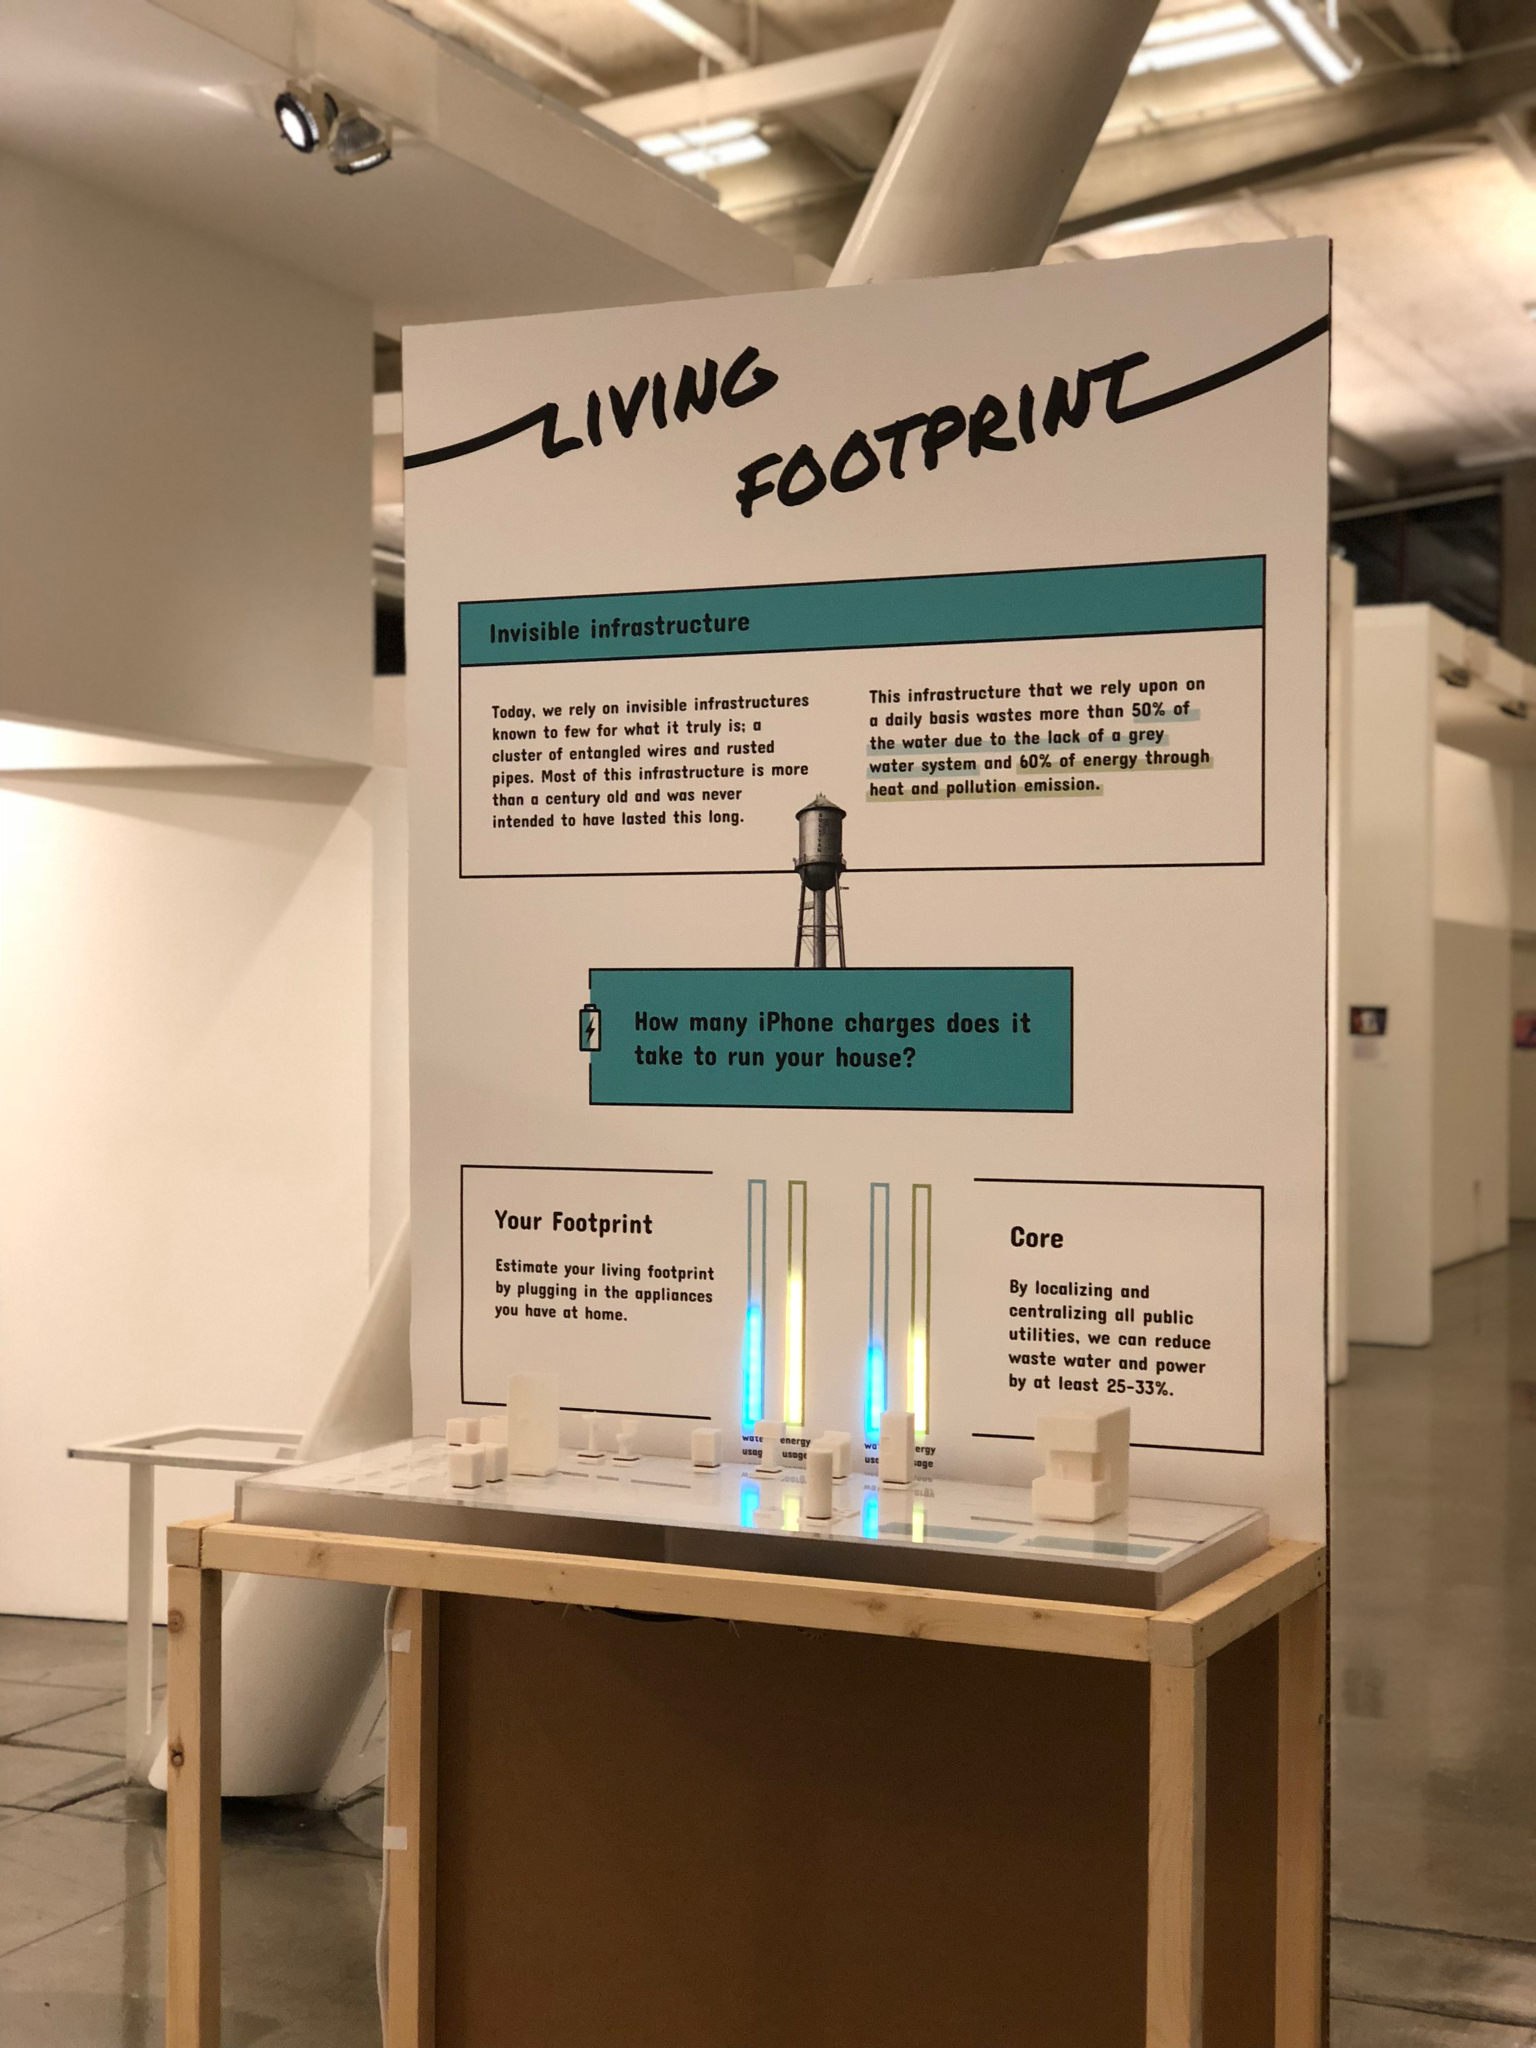 LIVING
FOOTPRINT
Invisible infrastructure
Today, we rely on invisible infrastructures
known to few for what it truly is; a
cluster of entangled wires and rusted
pipes. Most of this infrastructure is more
than a century old and was never
intended to have lasted this long.
This infrastructure that we rely upon on
a daily basis wastes more than 50% of
the water due to the lack of a grey
water system and 60% of energy through
heat and pollution emission.
How many iPhone charges does it
take to run your house?
Your Footprint
Estimate your living footprint
by plugging in the appliances
you have at home.
energy
usage
Core
By localizing and
centralizing all public
utilities, we can reduce
waste water and power
by at least 25-33%.